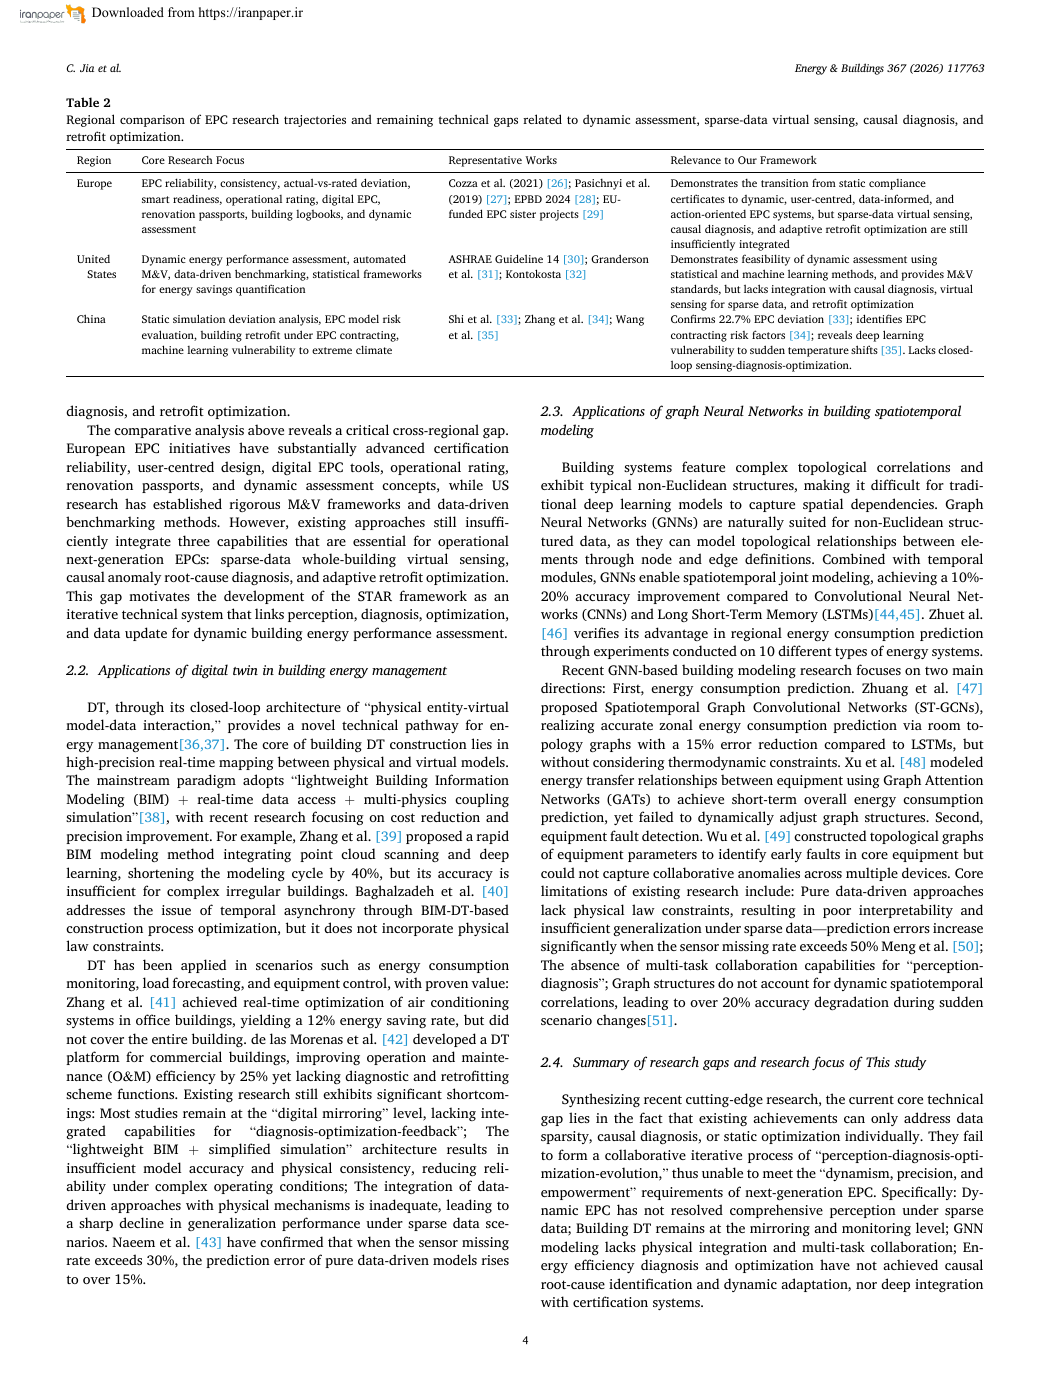 iranpaper
Downloaded from https://iranpaper.ir
C. Jia et al.
Energy & Buildings 367 (2026) 117763
Table 2
Regional comparison of EPC research trajectories and remaining technical gaps related to dynamic assessment, sparse-data virtual sensing, causal diagnosis, and
retrofit optimization.
Region Core Research Focus Representative Works Relevance to Our Framework
Europe EPC reliability, consistency, actual-vs-rated deviation, Cozza et al. (2021) [26]; Pasichnyi et al. Demonstrates the transition from static compliance
smart readiness, operational rating, digital EPC, (2019) [27]; EPBD 2024 [28]; EU- certificates to dynamic, user-centred, data-informed, and
renovation passports, building logbooks, and dynamic funded EPC sister projects [29] action-oriented EPC systems, but sparse-data virtual sensing,
assessment causal diagnosis, and adaptive retrofit optimization are still
insufficiently integrated
United Dynamic energy performance assessment, automated ASHRAE Guideline 14 [30]; Granderson Demonstrates feasibility of dynamic assessment using
States M&V, data-driven benchmarking, statistical frameworks et al. [31]; Kontokosta [32] statistical and machine learning methods, and provides M&V
for energy savings quantification standards, but lacks integration with causal diagnosis, virtual
sensing for sparse data, and retrofit optimization
China Static simulation deviation analysis, EPC model risk Shi et al. [33]; Zhang et al. [34]; Wang Confirms 22.7% EPC deviation [33]; identifies EPC
evaluation, building retrofit under EPC contracting, et al. [35] contracting risk factors [34]; reveals deep learning
machine learning vulnerability to extreme climate vulnerability to sudden temperature shifts [35]. Lacks closed-
loop sensing-diagnosis-optimization.
diagnosis, and retrofit optimization.
The comparative analysis above reveals a critical cross-regional gap.
European EPC initiatives have substantially advanced certification
reliability, user-centred design, digital EPC tools, operational rating,
renovation passports, and dynamic assessment concepts, while US
research has established rigorous M&V frameworks and data-driven
benchmarking methods. However, existing approaches still insuffi-
ciently integrate three capabilities that are essential for operational
next-generation EPCs: sparse-data whole-building virtual sensing,
causal anomaly root-cause diagnosis, and adaptive retrofit optimization.
This gap motivates the development of the STAR framework as an
iterative technical system that links perception, diagnosis, optimization,
and data update for dynamic building energy performance assessment.
2.2. Applications of digital twin in building energy management
DT, through its closed-loop architecture of “physical entity-virtual
model-data interaction,” provides a novel technical pathway for en-
ergy management[36,37]. The core of building DT construction lies in
high-precision real-time mapping between physical and virtual models.
The mainstream paradigm adopts “lightweight Building Information
Modeling (BIM) + real-time data access + multi-physics coupling
simulation”[38], with recent research focusing on cost reduction and
precision improvement. For example, Zhang et al. [39] proposed a rapid
BIM modeling method integrating point cloud scanning and deep
learning, shortening the modeling cycle by 40%, but its accuracy is
insufficient for complex irregular buildings. Baghalzadeh et al. [40]
addresses the issue of temporal asynchrony through BIM-DT-based
construction process optimization, but it does not incorporate physical
law constraints.
DT has been applied in scenarios such as energy consumption
monitoring, load forecasting, and equipment control, with proven value:
Zhang et al. [41] achieved real-time optimization of air conditioning
systems in office buildings, yielding a 12% energy saving rate, but did
not cover the entire building. de las Morenas et al. [42] developed a DT
platform for commercial buildings, improving operation and mainte-
nance (O&M) efficiency by 25% yet lacking diagnostic and retrofitting
scheme functions. Existing research still exhibits significant shortcom-
ings: Most studies remain at the “digital mirroring” level, lacking inte-
grated capabilities for “diagnosis-optimization-feedback”; The
“lightweight BIM + simplified simulation” architecture results in
insufficient model accuracy and physical consistency, reducing reli-
ability under complex operating conditions; The integration of data-
driven approaches with physical mechanisms is inadequate, leading to
a sharp decline in generalization performance under sparse data sce-
narios. Naeem et al. [43] have confirmed that when the sensor missing
rate exceeds 30%, the prediction error of pure data-driven models rises
to over 15%.
2.3. Applications of graph Neural Networks in building spatiotemporal
modeling
Building systems feature complex topological correlations and
exhibit typical non-Euclidean structures, making it difficult for tradi-
tional deep learning models to capture spatial dependencies. Graph
Neural Networks (GNNs) are naturally suited for non-Euclidean struc-
tured data, as they can model topological relationships between ele-
ments through node and edge definitions. Combined with temporal
modules, GNNs enable spatiotemporal joint modeling, achieving a 10%-
20% accuracy improvement compared to Convolutional Neural Net-
works (CNNs) and Long Short-Term Memory (LSTMs)[44,45]. Zhuet al.
[46] verifies its advantage in regional energy consumption prediction
through experiments conducted on 10 different types of energy systems.
Recent GNN-based building modeling research focuses on two main
directions: First, energy consumption prediction. Zhuang et al. [47]
proposed Spatiotemporal Graph Convolutional Networks (ST-GCNs),
realizing accurate zonal energy consumption prediction via room to-
pology graphs with a 15% error reduction compared to LSTMs, but
without considering thermodynamic constraints. Xu et al. [48] modeled
energy transfer relationships between equipment using Graph Attention
Networks (GATs) to achieve short-term overall energy consumption
prediction, yet failed to dynamically adjust graph structures. Second,
equipment fault detection. Wu et al. [49] constructed topological graphs
of equipment parameters to identify early faults in core equipment but
could not capture collaborative anomalies across multiple devices. Core
limitations of existing research include: Pure data-driven approaches
lack physical law constraints, resulting in poor interpretability and
insufficient generalization under sparse data—prediction errors increase
significantly when the sensor missing rate exceeds 50% Meng et al. [50];
The absence of multi-task collaboration capabilities for “perception-
diagnosis”; Graph structures do not account for dynamic spatiotemporal
correlations, leading to over 20% accuracy degradation during sudden
scenario changes[51].
2.4. Summary of research gaps and research focus of This study
Synthesizing recent cutting-edge research, the current core technical
gap lies in the fact that existing achievements can only address data
sparsity, causal diagnosis, or static optimization individually. They fail
to form a collaborative iterative process of “perception-diagnosis-opti-
mization-evolution,” thus unable to meet the “dynamism, precision, and
empowerment” requirements of next-generation EPC. Specifically: Dy-
namic EPC has not resolved comprehensive perception under sparse
data; Building DT remains at the mirroring and monitoring level; GNN
modeling lacks physical integration and multi-task collaboration; En-
ergy efficiency diagnosis and optimization have not achieved causal
root-cause identification and dynamic adaptation, nor deep integration
with certification systems.
4